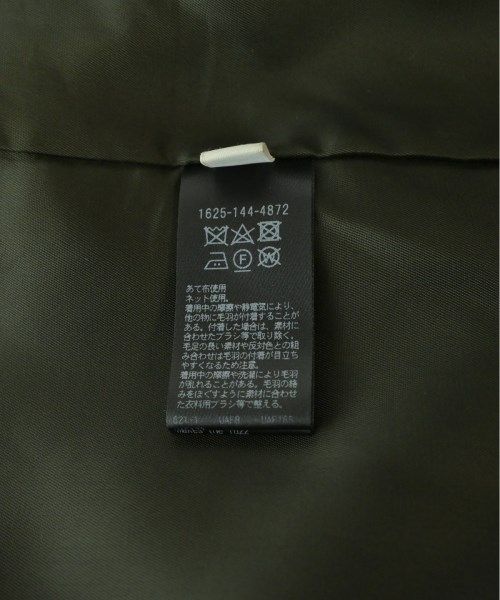 1625-144-4872
F
W
あて布使用
ネット使用。
着用中の摩擦や静電気により、
他の物に毛羽が付着することが
ある。付着した場合は、素材に
合わせたブラシ等で取り除く。
毛足の長い素材や反対色との組
み合わせは毛羽の付着が目立ち
やすくなるため注意。
着用中の摩擦や洗濯により毛羽
が乱れることがある。毛羽の絡
みをほぐすように素材に合わせ
た衣料用ブラシ等で整える。
makes the fuzz